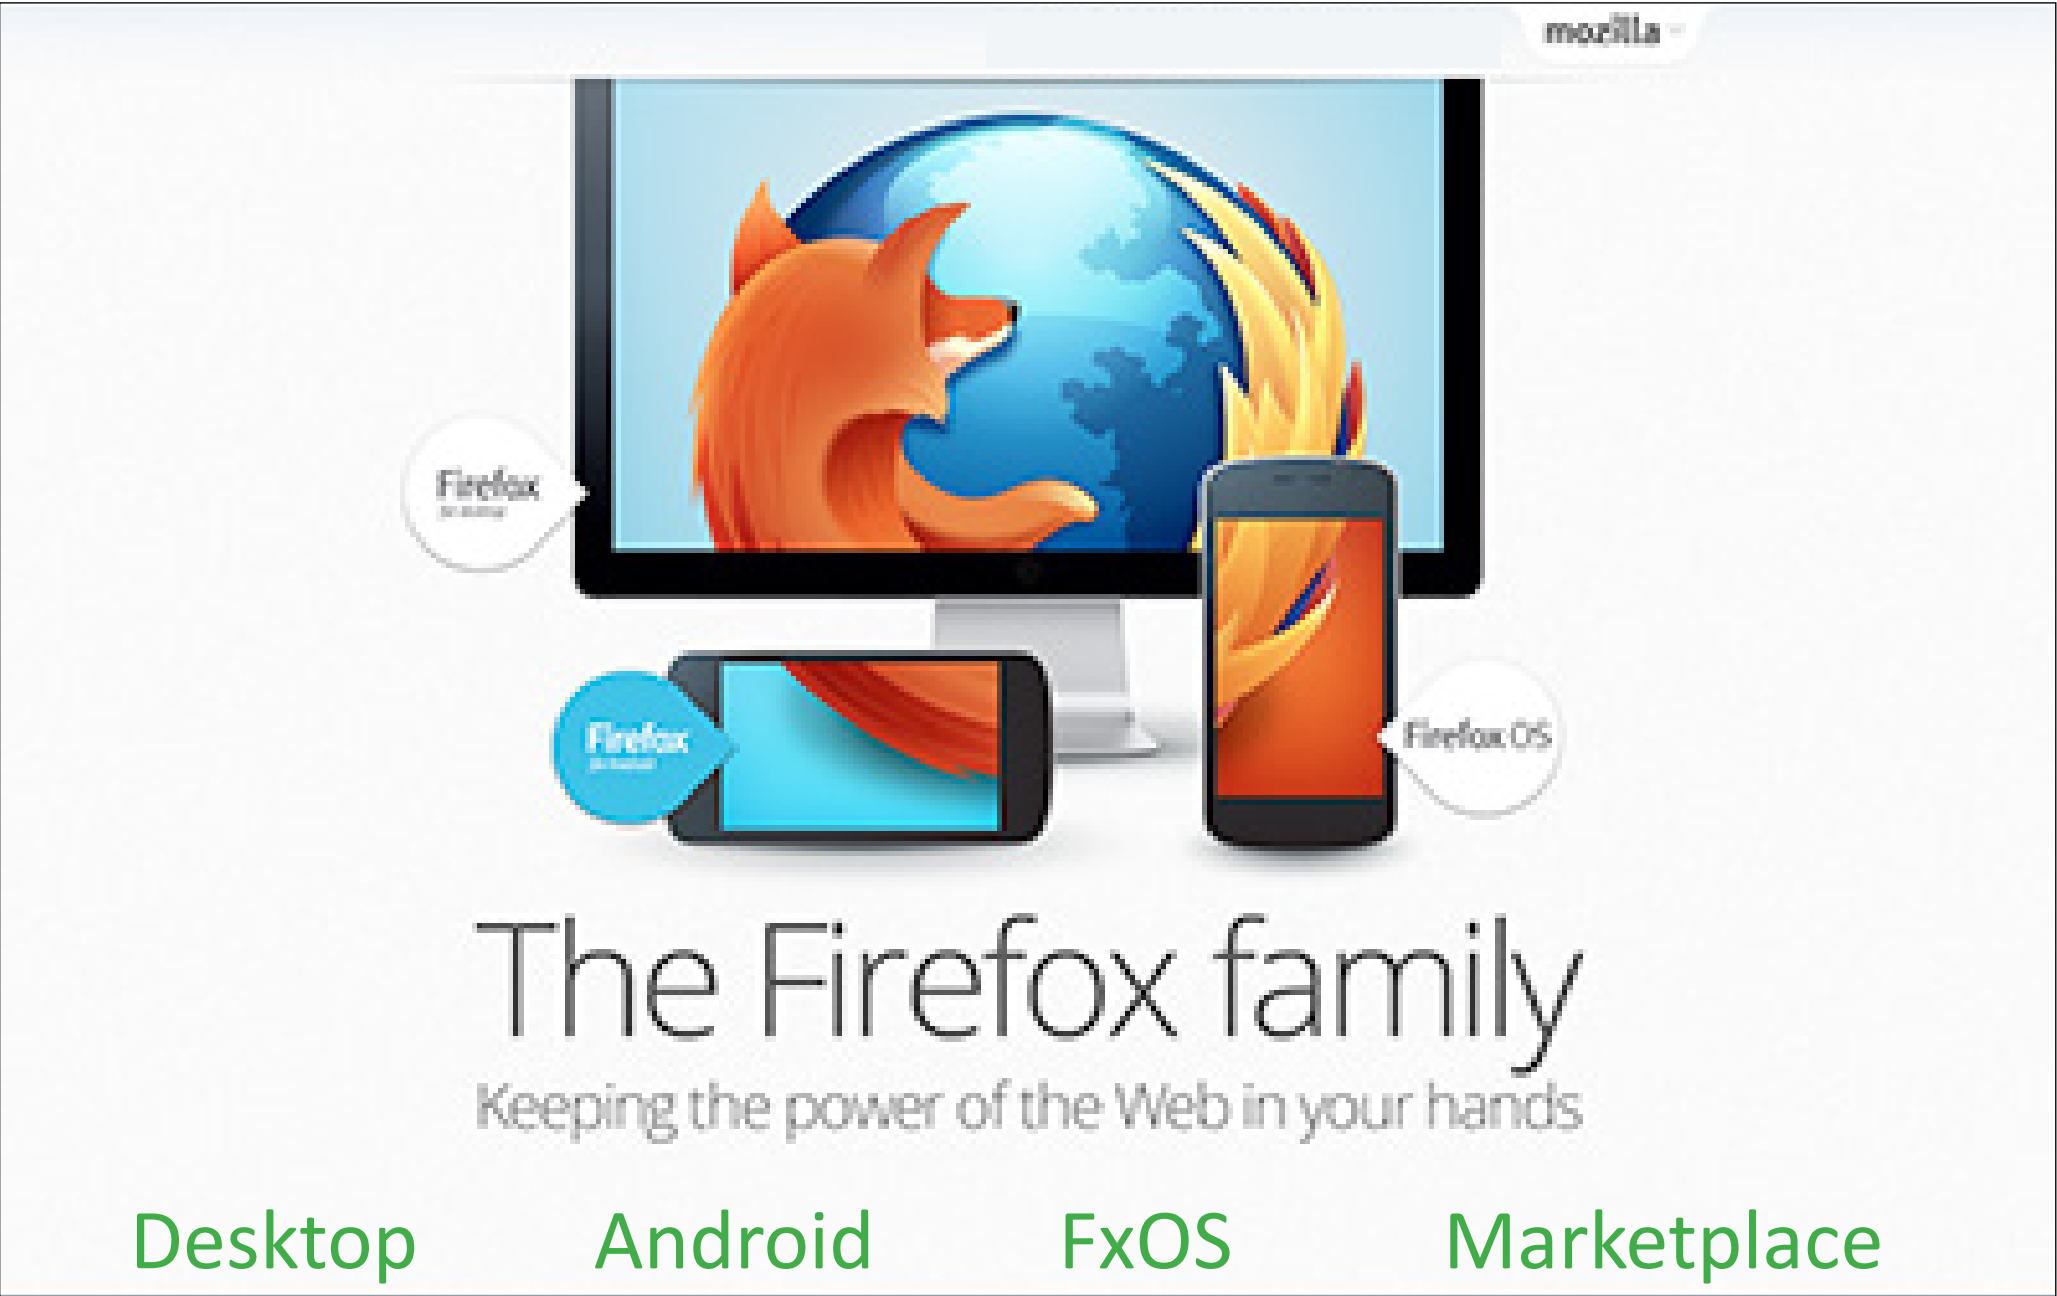 mozilla
Firefox
Firefox
Firefox OS
The Firefox family
Keeping the power of the Web in your hands
Desktop Android FxOS Marketplace